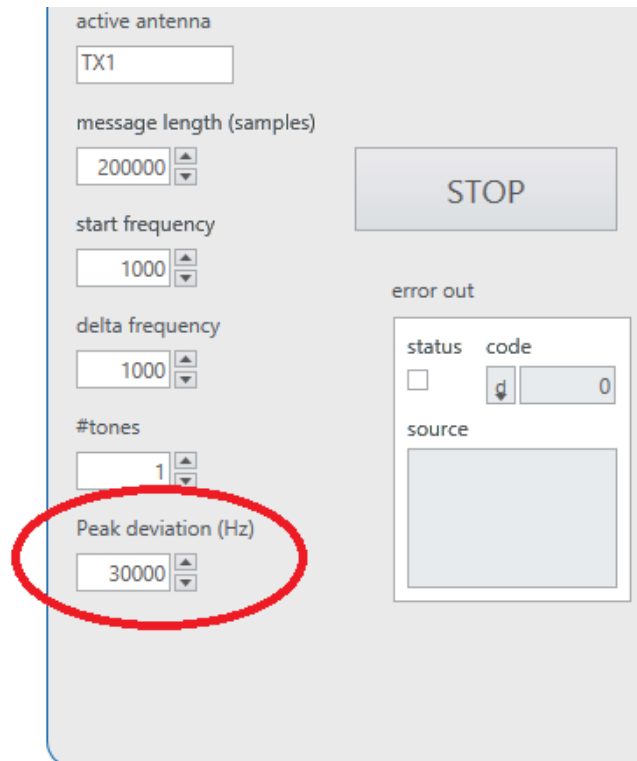 active antenna
TX1
message length (samples)
200000
STOP
start frequency
1000
error out
delta frequency
status code
1000
d 0
#tones
source
1
Peak deviation (Hz)
30000